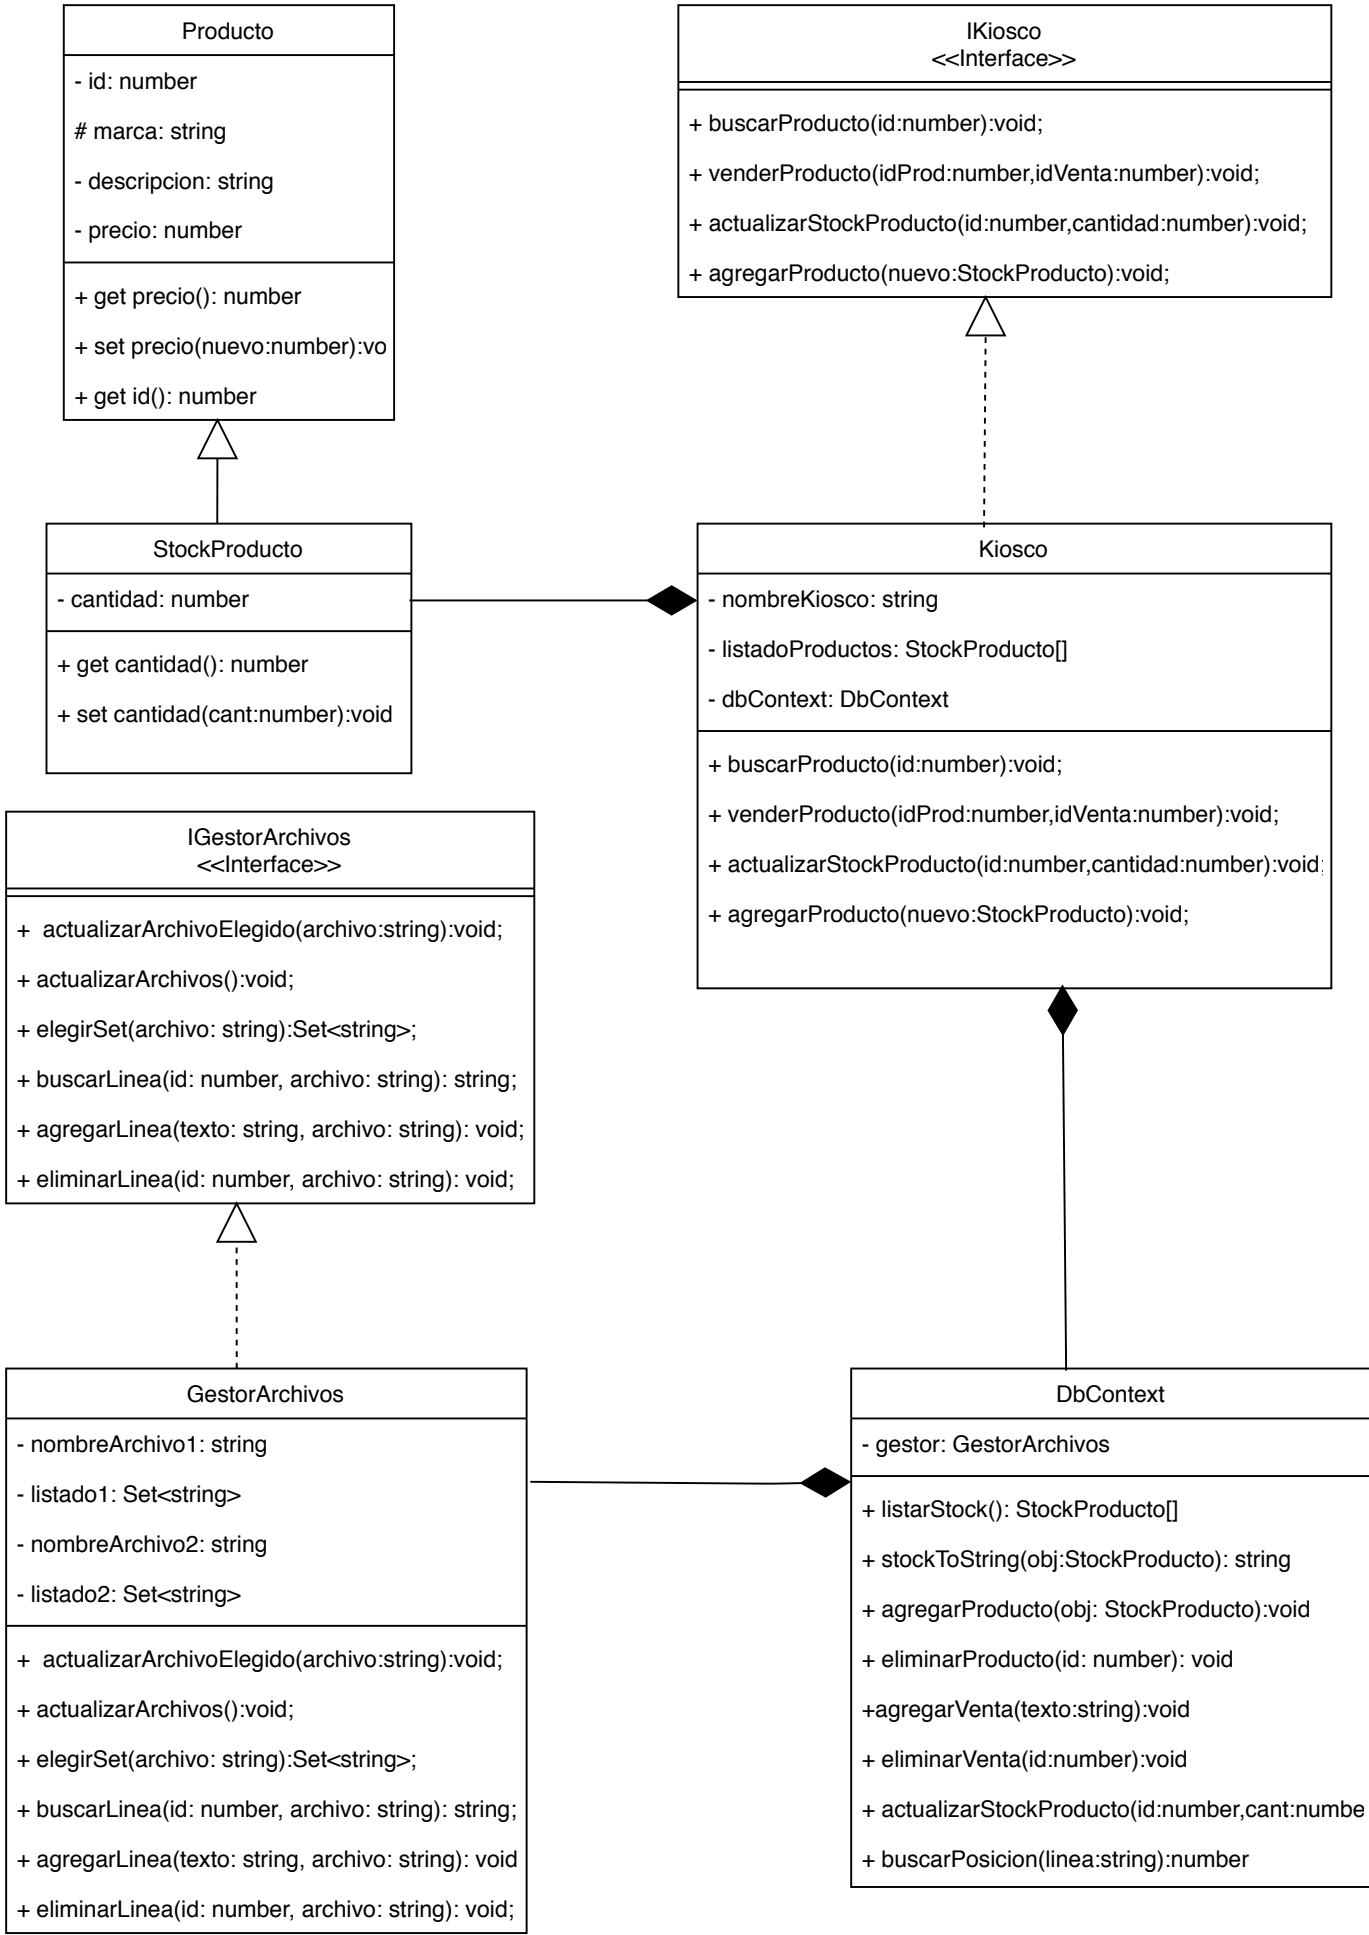 Producto
- id: number
# marca: string
- descripcion: string
- precio: number
+ get precio(): number
+ set precio(nuevo:number):vo
+ get id(): number
IKiosco
<<Interface>>
+ buscarProducto(id:number):void;
+ venderProducto(idProd:number,idVenta:number):void;
+ actualizarStockProducto(id:number,cantidad:number):void;
+ agregarProducto(nuevo:StockProducto):void;
StockProducto
- cantidad: number
+ get cantidad(): number
+ set cantidad(cant:number):void
Kiosco
- nombreKiosco: string
- listadoProductos: StockProducto[]
- dbContext: DbContext
+ buscarProducto(id:number):void;
+ venderProducto(idProd:number,idVenta:number):void;
+ actualizarStockProducto(id:number,cantidad:number):void;
+ agregarProducto(nuevo:StockProducto):void;
IGestorArchivos
<<Interface>>
+  actualizarArchivoElegido(archivo:string):void;
+ actualizarArchivos():void;
+ elegirSet(archivo: string):Set<string>;
+ buscarLinea(id: number, archivo: string): string;
+ agregarLinea(texto: string, archivo: string): void;
+ eliminarLinea(id: number, archivo: string): void;
GestorArchivos
- nombreArchivo1: string
- listado1: Set<string>
- nombreArchivo2: string
- listado2: Set<string>
+  actualizarArchivoElegido(archivo:string):void;
+ actualizarArchivos():void;
+ elegirSet(archivo: string):Set<string>;
+ buscarLinea(id: number, archivo: string): string;
+ agregarLinea(texto: string, archivo: string): void
+ eliminarLinea(id: number, archivo: string): void;
DbContext
- gestor: GestorArchivos
+ listarStock(): StockProducto[]
+ stockToString(obj:StockProducto): string
+ agregarProducto(obj: StockProducto):void
+ eliminarProducto(id: number): void
+agregarVenta(texto:string):void
+ eliminarVenta(id:number):void
+ actualizarStockProducto(id:number,cant:numbe
+ buscarPosicion(linea:string):number